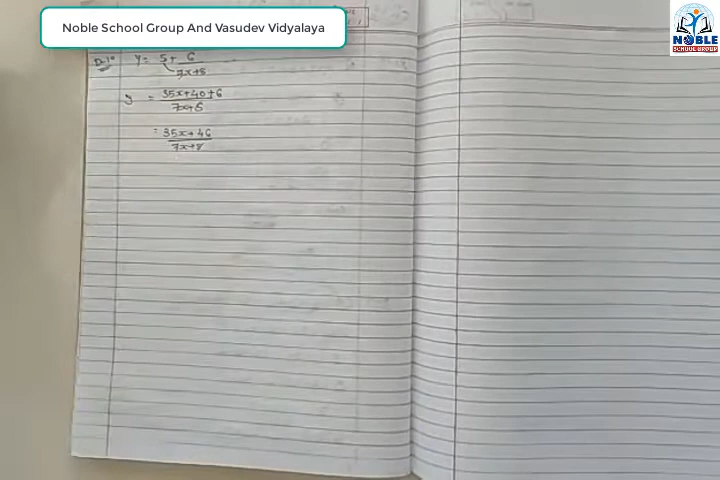 Noble School Group And Vasudev Vidyalaya
NOBLE
SCHOOL GROUP
y = 5 + 6
7x+8
y = 35x+40+6
7x+8
= 35x+46
7x+8